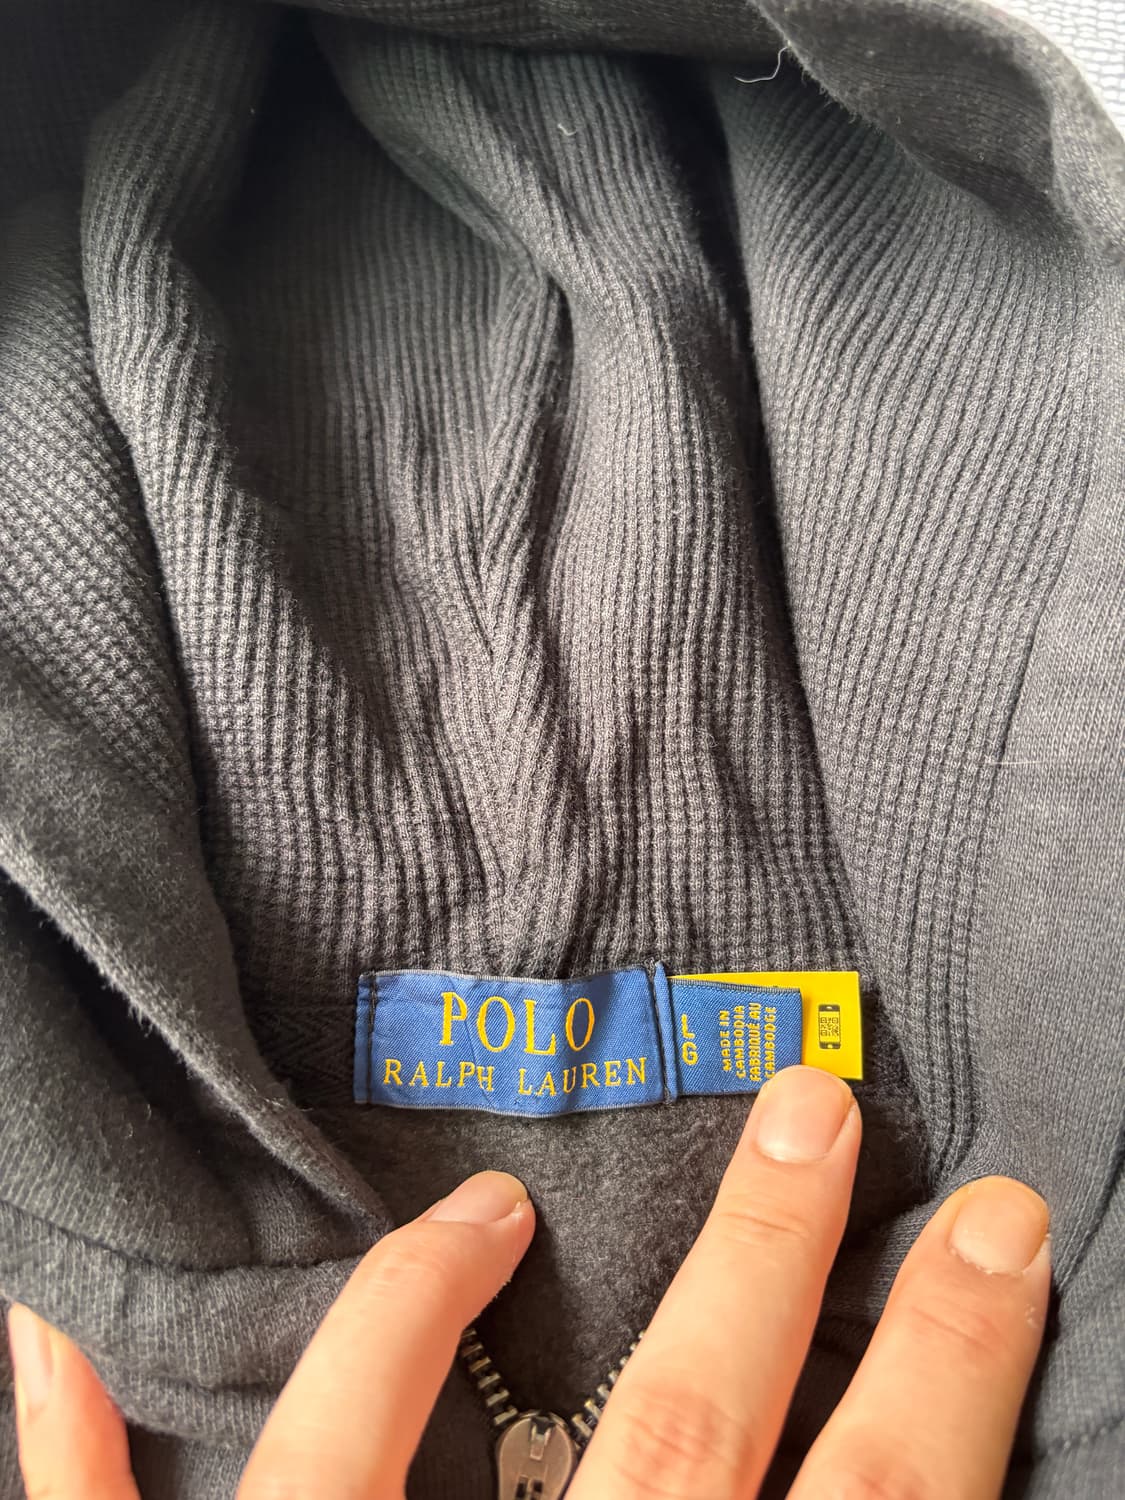 POLO
RALPH LAUREN
L
MADE IN
CAMBODIA
FABRIQUÉ AU
CAMBODGE